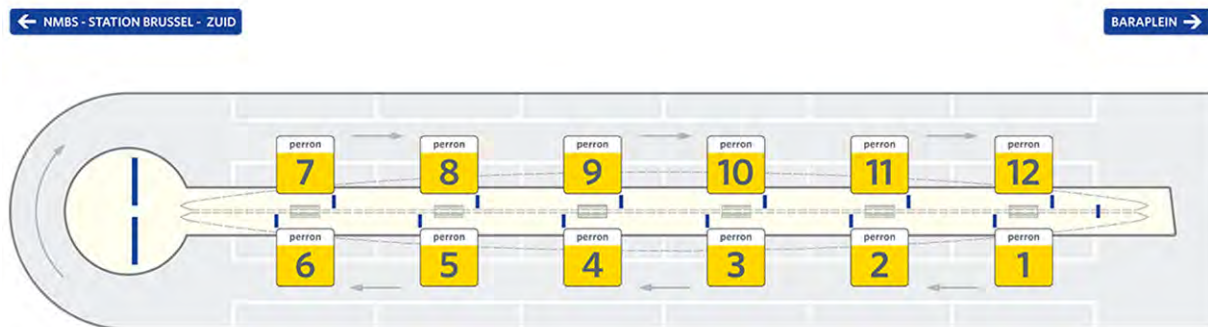 ← NMBS - STATION BRUSSEL - ZUID
BARAPLEIN →
perron
7
perron
8
perron
9
perron
10
perron
11
perron
12
perron
6
perron
5
perron
4
perron
3
perron
2
perron
1